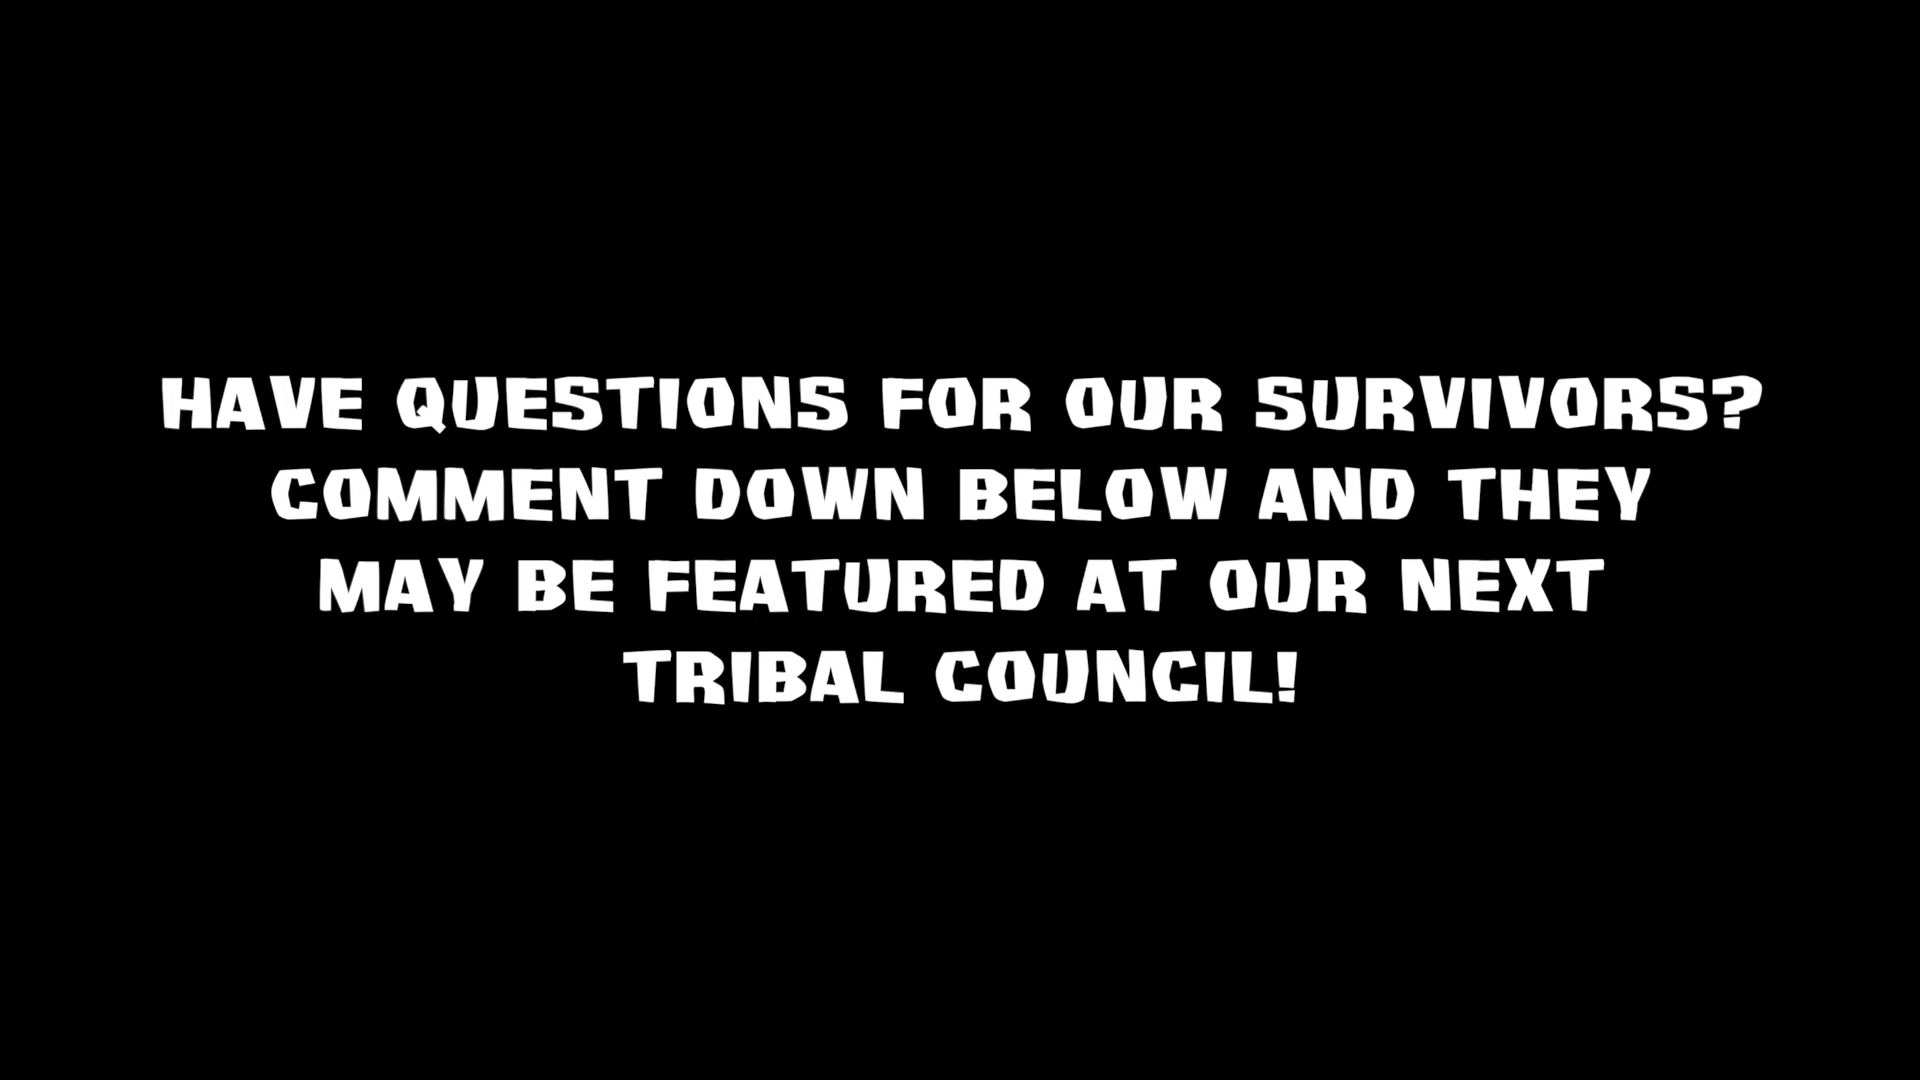 HAVE QUESTIONS FOR OUR SURVIVORS?
COMMENT DOWN BELOW AND THEY
MAY BE FEATURED AT OUR NEXT
TRIBAL COUNCIL!